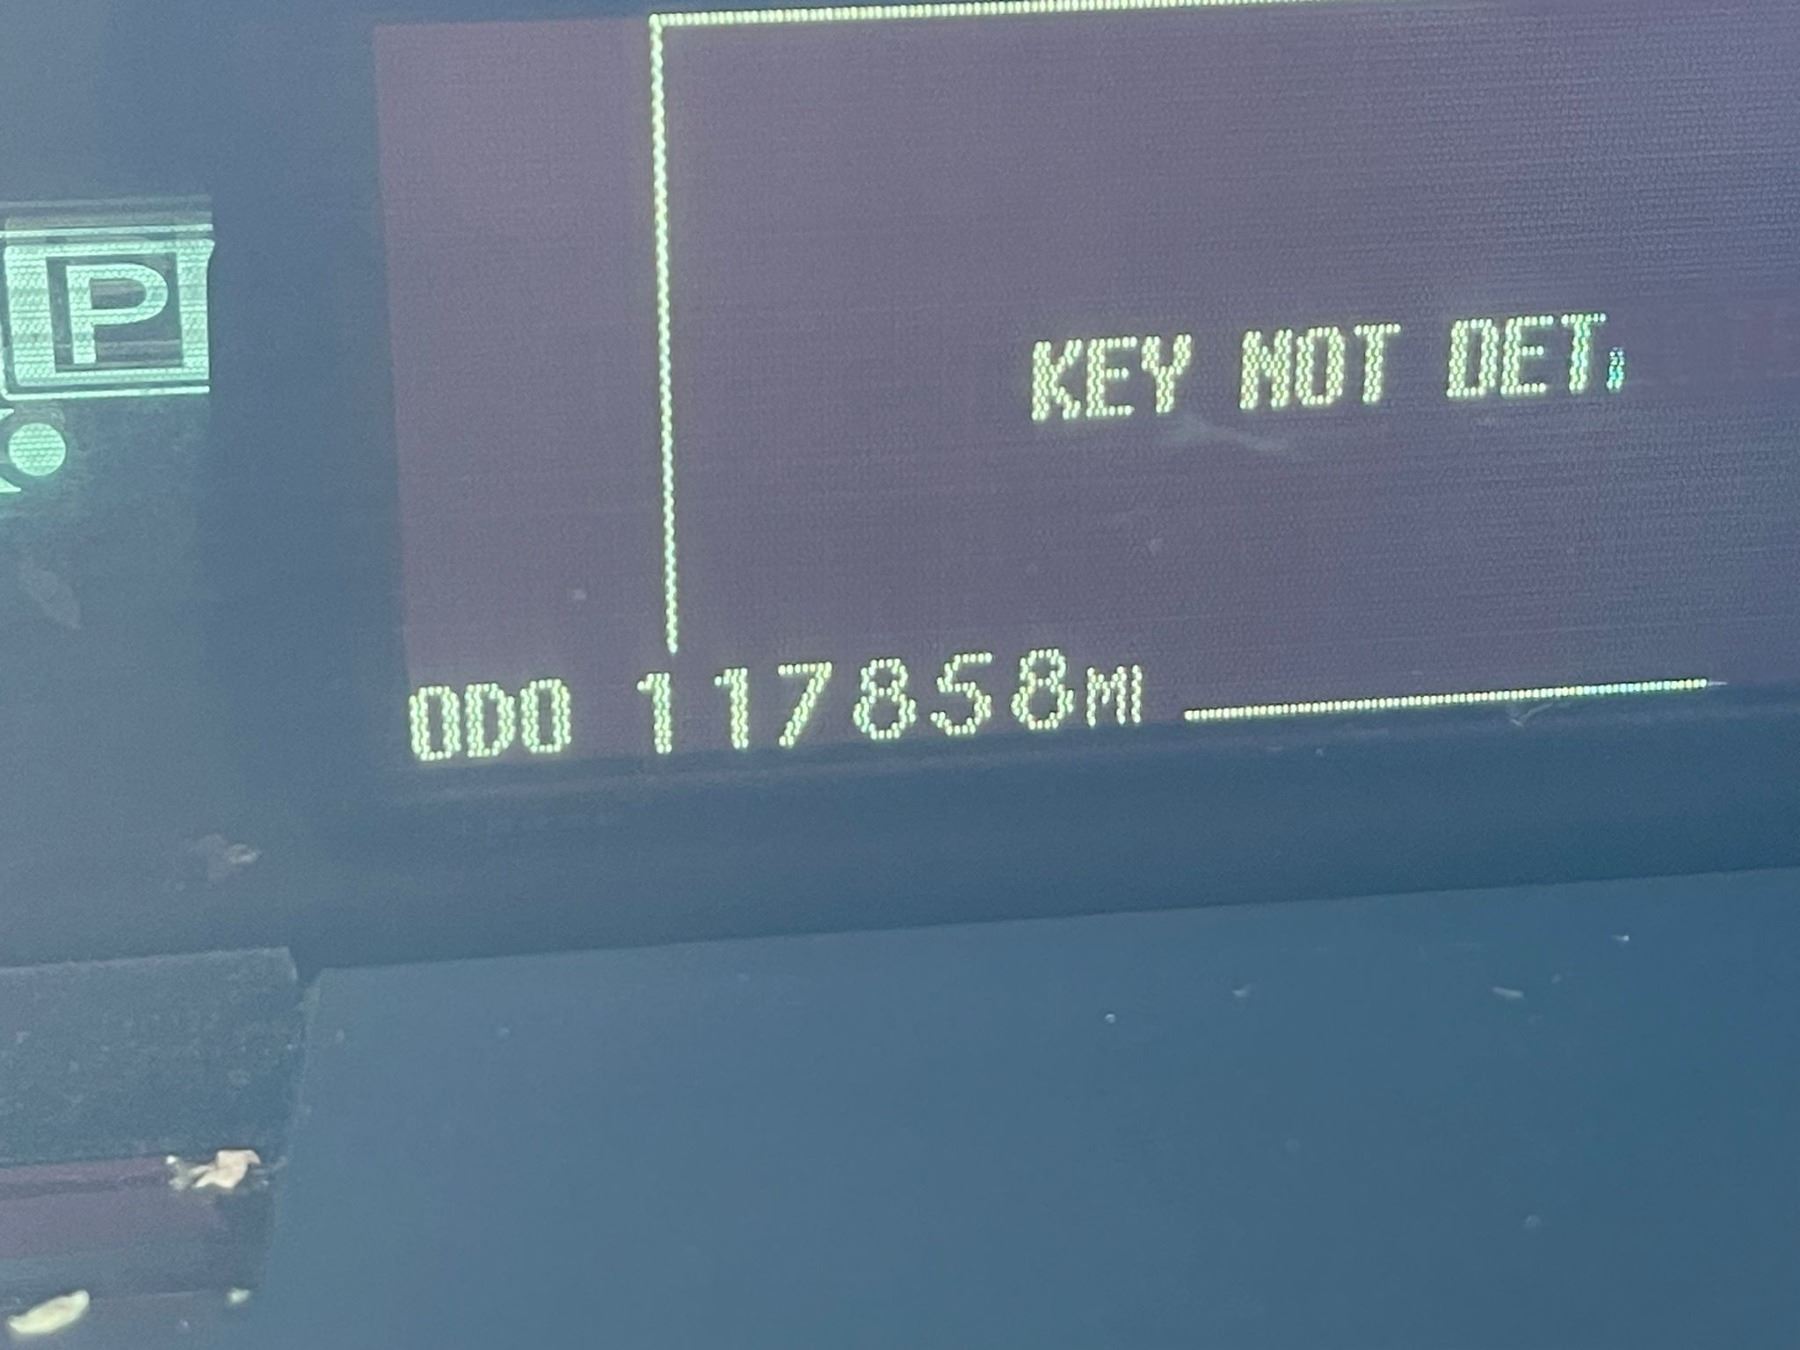 P
KEY NOT DET
ODO 117858MI